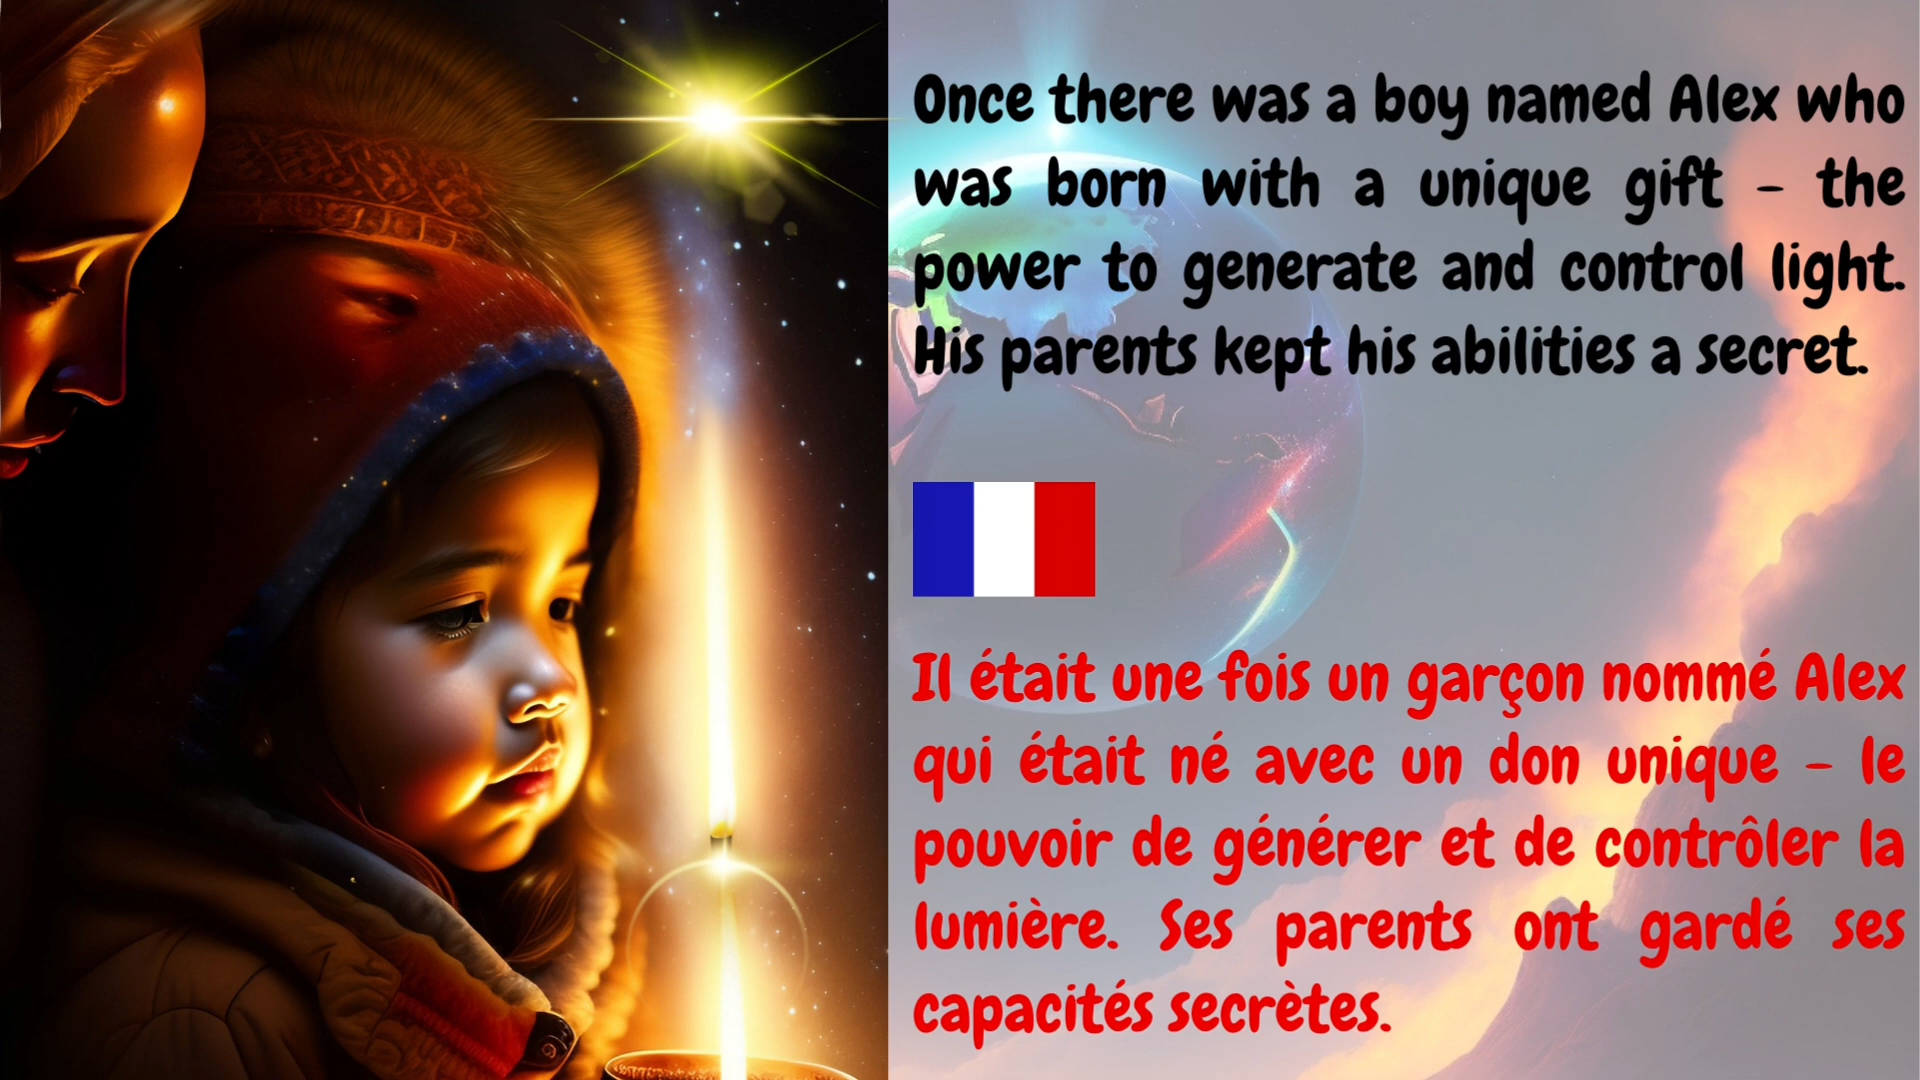 Once there was a boy named Alex who
was born with a unique gift - the
power to generate and control light.
His parents kept his abilities a secret.
Il était une fois un garçon nommé Alex
qui était né avec un don unique - le
pouvoir de générer et de contrôler la
lumière. Ses parents ont gardé ses
capacités secrètes.